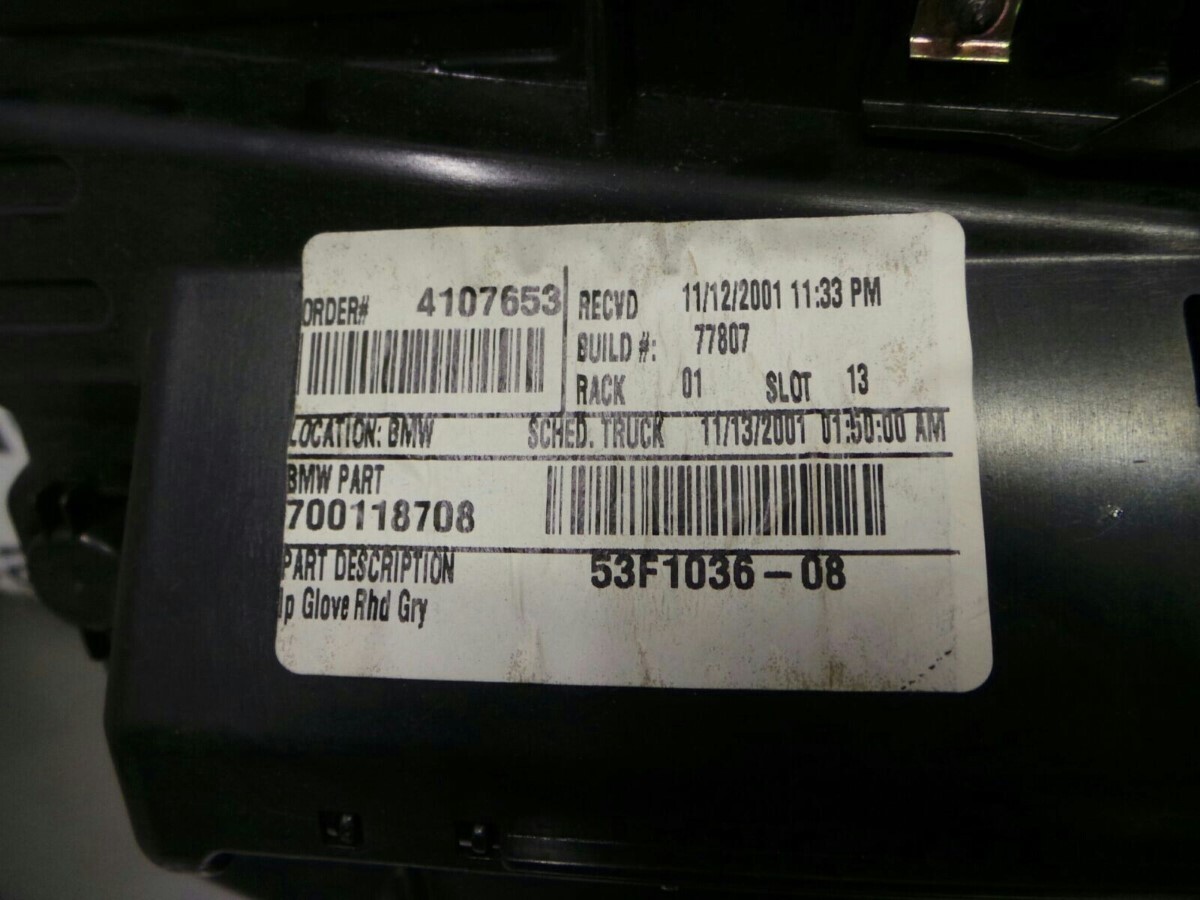 ORDER# 4107653
RECVD 11/12/2001 11:33 PM
BUILD #: 77807
RACK 01 SLOT 13
LOCATION: BMW SCHED. TRUCK 11/13/2001 01:50:00 AM
BMW PART
700118708
PART DESCRIPTION 53F1036-08
Ip Glove Rhd Gry